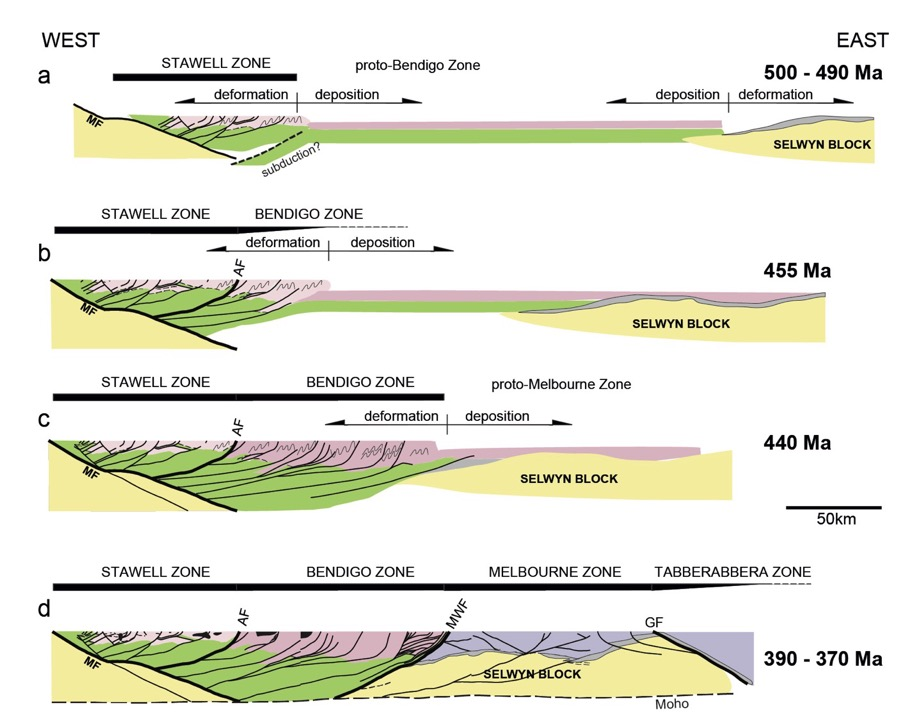 WEST
EAST
a
STAWELL ZONE
proto-Bendigo Zone
500 - 490 Ma
deformation
deposition
deposition
deformation
MF
subduction?
SELWYN BLOCK
STAWELL ZONE
BENDIGO ZONE
b
deformation
deposition
455 Ma
AF
MF
SELWYN BLOCK
STAWELL ZONE
BENDIGO ZONE
proto-Melbourne Zone
c
deformation
deposition
440 Ma
AF
MF
SELWYN BLOCK
50km
STAWELL ZONE
BENDIGO ZONE
MELBOURNE ZONE
TABBERABBERA ZONE
d
AF
MWF
GF
MF
SELWYN BLOCK
390 - 370 Ma
Moho